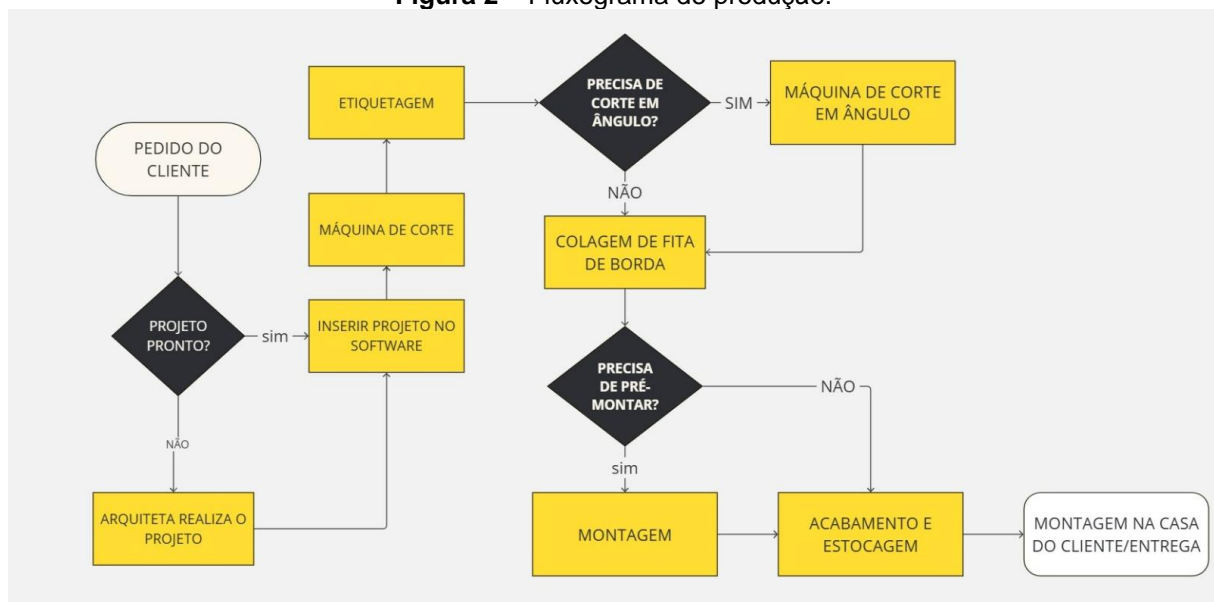 Figura 2 – Fluxograma de produção.
PEDIDO DO
CLIENTE
PROJETO
PRONTO?
sim
NÃO
ARQUITETA REALIZA O
PROJETO
INSERIR PROJETO NO
SOFTWARE
MÁQUINA DE CORTE
ETIQUETAGEM
PRECISA DE
CORTE EM
ÂNGULO?
SIM
MÁQUINA DE CORTE
EM ÂNGULO
NÃO
COLAGEM DE FITA
DE BORDA
PRECISA
DE PRÉ-
MONTAR?
NÃO
sim
MONTAGEM
ACABAMENTO E
ESTOCAGEM
MONTAGEM NA CASA
DO CLIENTE/ENTREGA